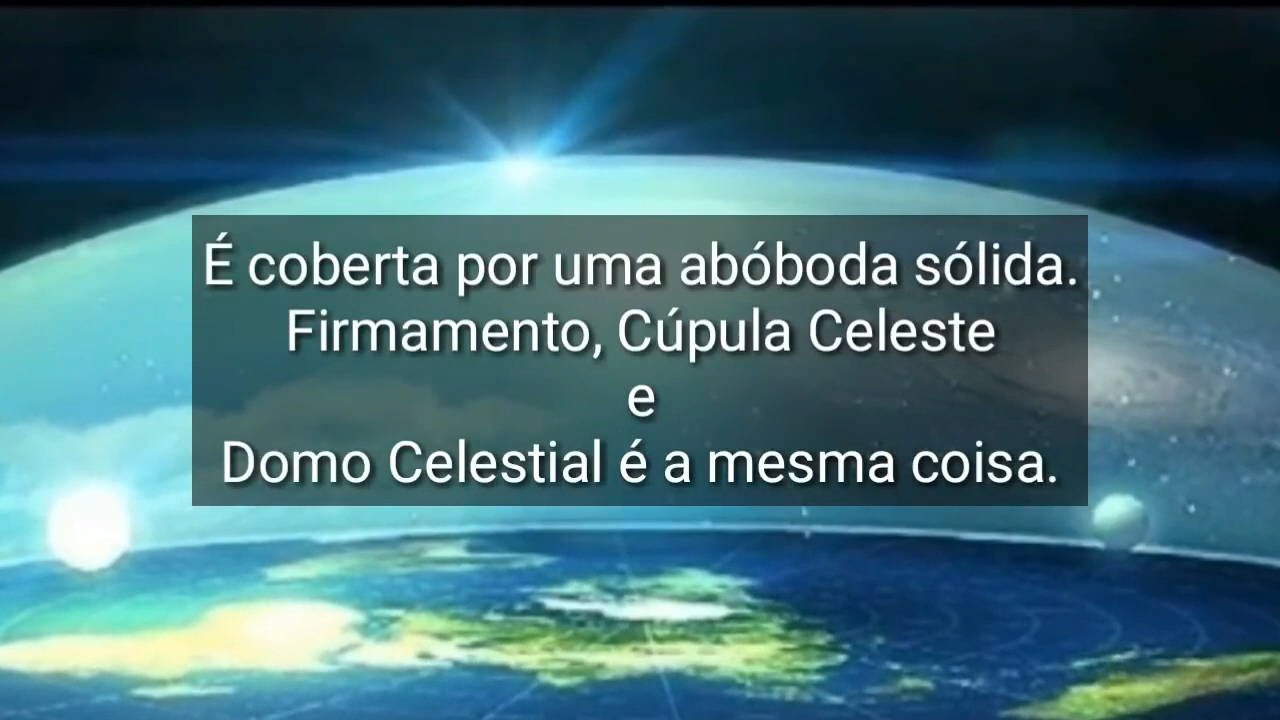 É coberta por uma abóboda sólida.
Firmamento, Cúpula Celeste
e
Domo Celestial é a mesma coisa.